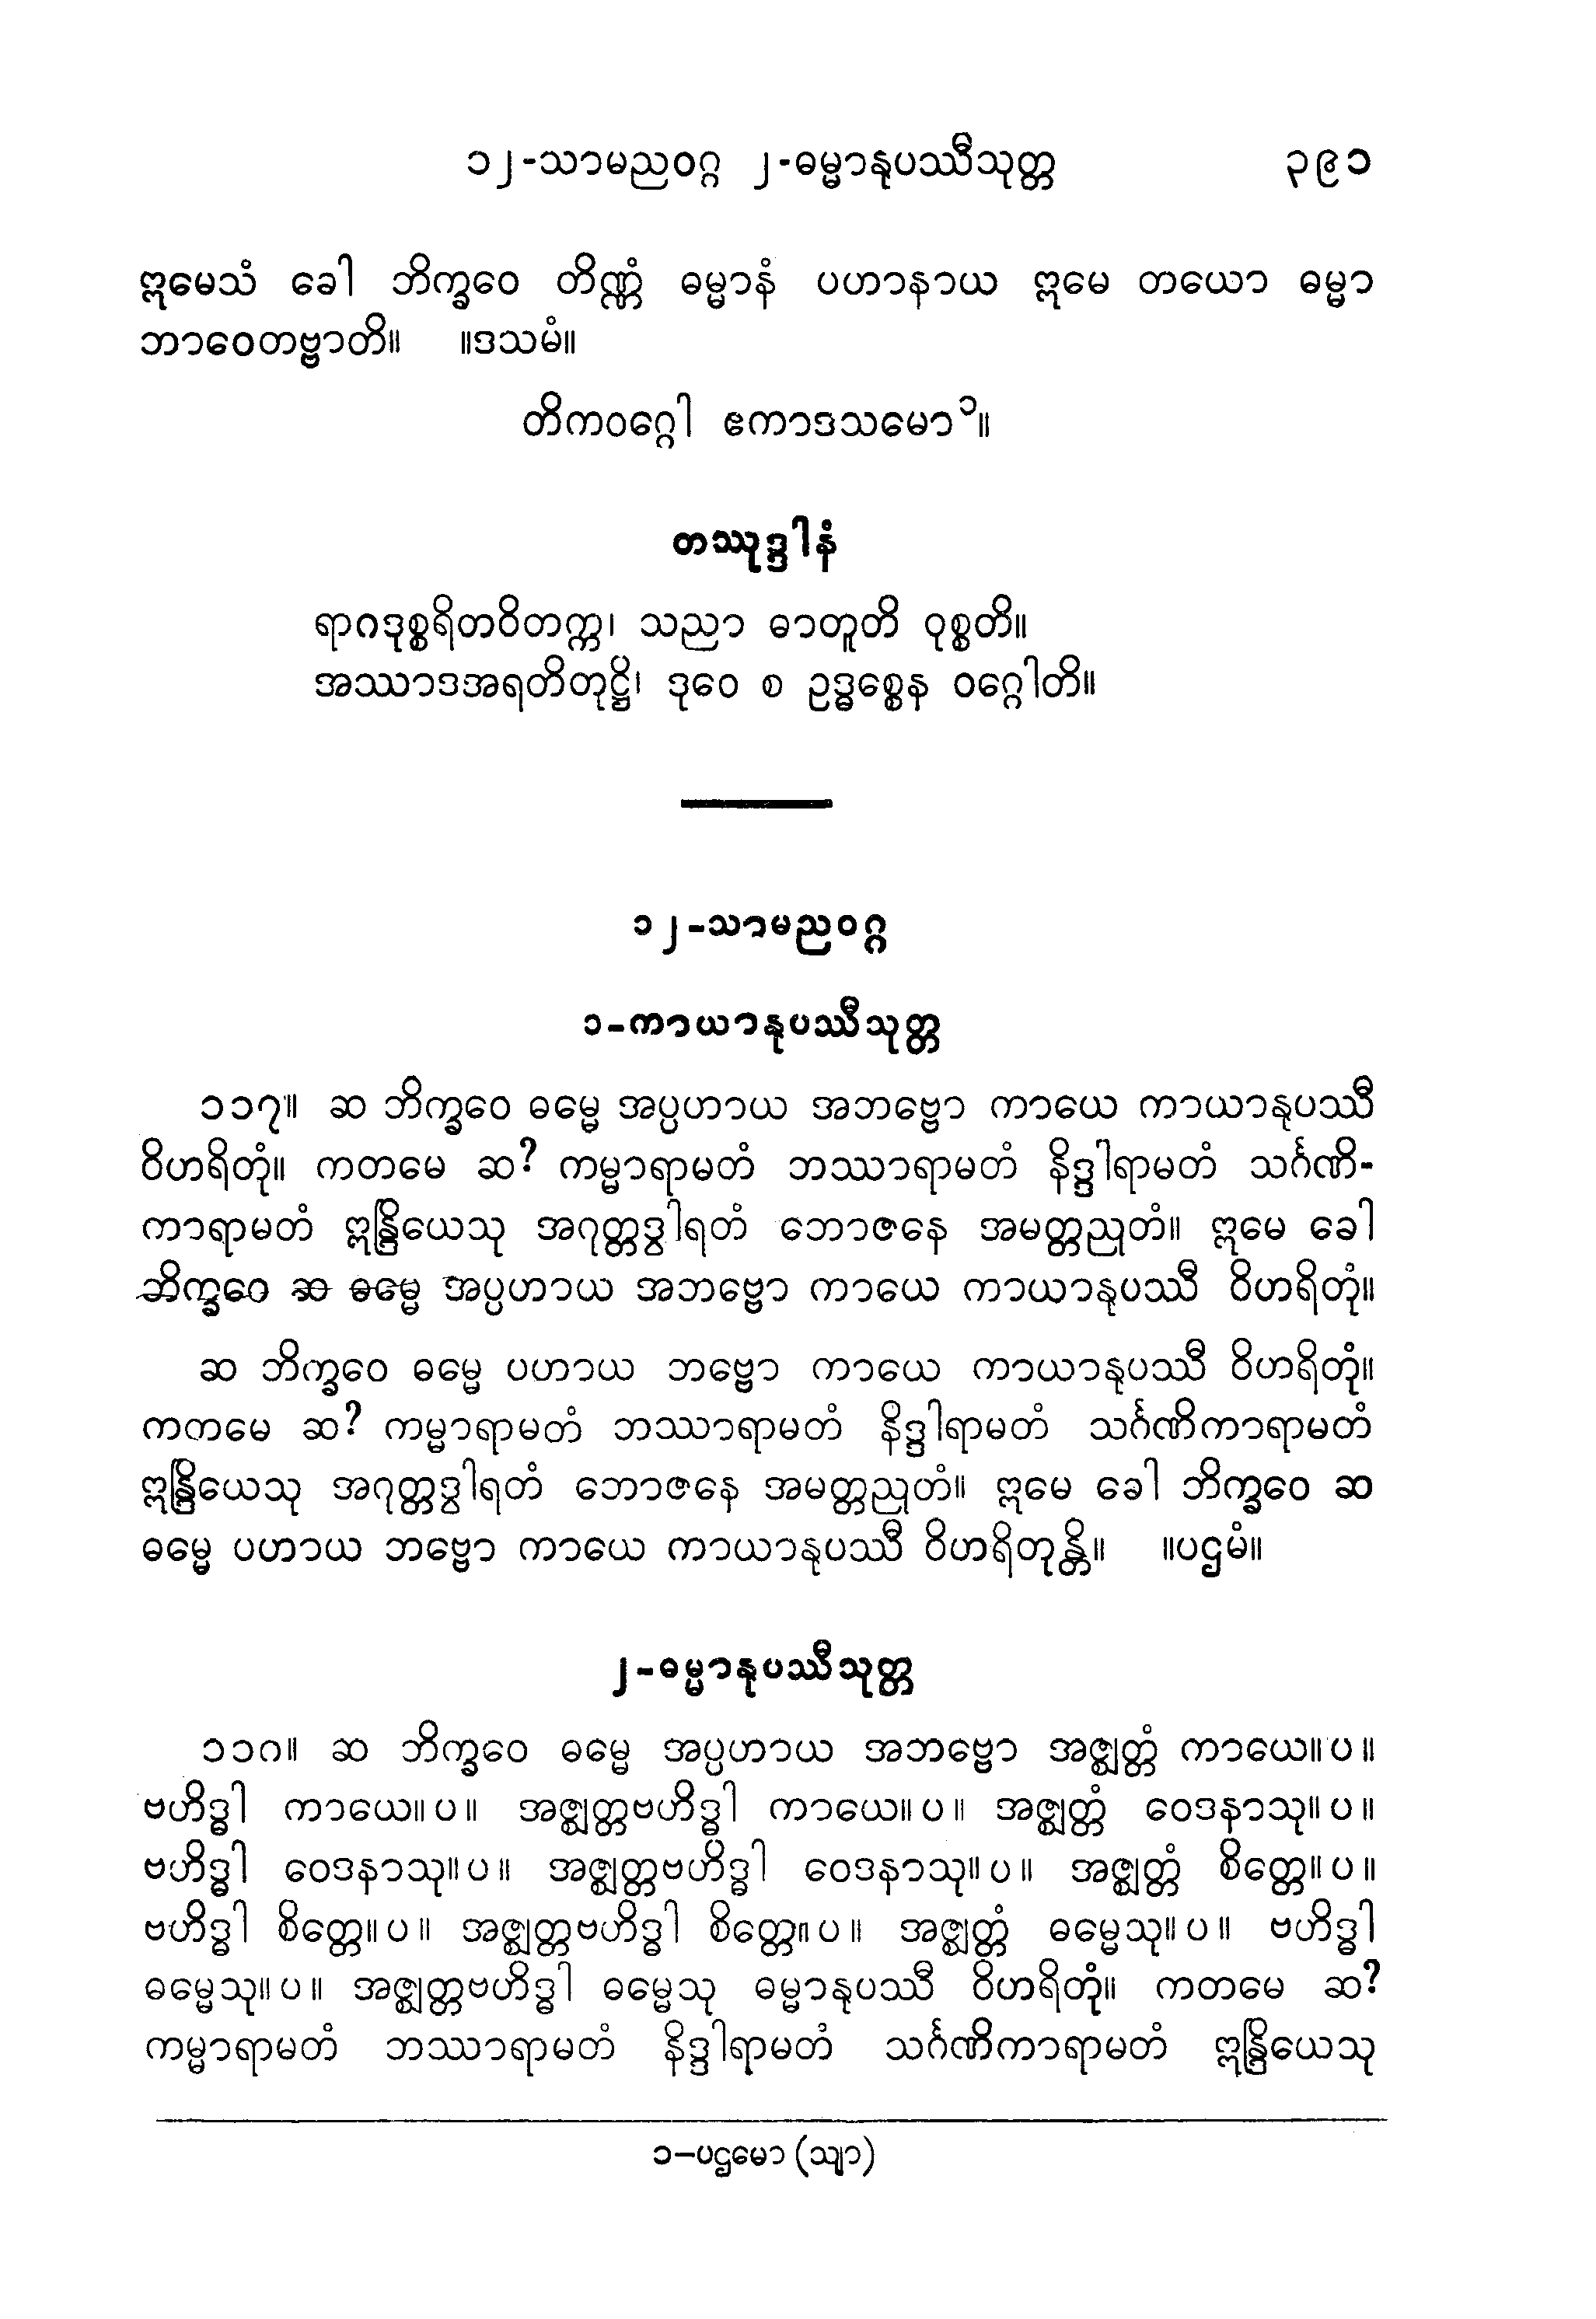 ၁၂-သာမညဝဂ္ဂ ၂-ဓမ္မာနုပဿီသုတ္တ ၃၉၁
ဣမေသံ ခေါ ဘိက္ခဝေ တိဏ္ဏံ ဓမ္မာနံ ပဟာနာယ ဣမေ တယော ဓမ္မာ
ဘာဝေတဗ္ဗာတိ။ ။ဒသမံ။
တိကဝဂ္ဂေါ ဧကာဒသမော၁။
တဿုဒ္ဒါနံ
ရာဂဒုစ္စရိတဝိတက္က၊ သညာ ဓာတူတိ ဝုစ္စတိ။
အဿာဒအရတိတုဋ္ဌိ၊ ဒုဝေ စ ဥဒ္ဓစ္စေန ဝဂ္ဂေါတိ။
၁၂-သာမညဝဂ္ဂ
၁-ကာယာနုပဿီသုတ္တ
၁၁၇။ ဆ ဘိက္ခဝေ ဓမ္မေ အပ္ပဟာယ အဘဗ္ဗော ကာယေ ကာယာနုပဿီ
ဝိဟရိတုံ။ ကတမေ ဆ? ကမ္မာရာမတံ ဘဿာရာမတံ နိဒ္ဒါရာမတံ သင်္ဂဏိ-
ကာရာမတံ ဣန္ဒြိယေသု အဂုတ္တဒွါရတံ ဘောဇနေ အမတ္တညုတံ။ ဣမေ ခေါ
ဘိက္ခဝေ ဆ ဓမ္မေ အပ္ပဟာယ အဘဗ္ဗော ကာယေ ကာယာနုပဿီ ဝိဟရိတုံ။
ဆ ဘိက္ခဝေ ဓမ္မေ ပဟာယ ဘဗ္ဗော ကာယေ ကာယာနုပဿီ ဝိဟရိတုံ။
ကတမေ ဆ? ကမ္မာရာမတံ ဘဿာရာမတံ နိဒ္ဒါရာမတံ သင်္ဂဏိကာရာမတံ
ဣန္ဒြိယေသု အဂုတ္တဒွါရတံ ဘောဇနေ အမတ္တညုတံ။ ဣမေ ခေါ ဘိက္ခဝေ ဆ
ဓမ္မေ ပဟာယ ဘဗ္ဗော ကာယေ ကာယာနုပဿီ ဝိဟရိတုန္တိ။ ။ပဌမံ။
၂-ဓမ္မာနုပဿီသုတ္တ
၁၁၈။ ဆ ဘိက္ခဝေ ဓမ္မေ အပ္ပဟာယ အဘဗ္ဗော အဇ္ဈတ္တံ ကာယေ။ပ။
ဗဟိဒ္ဓါ ကာယေ။ပ။ အဇ္ဈတ္တဗဟိဒ္ဓါ ကာယေ။ပ။ အဇ္ဈတ္တံ ဝေဒနာသု။ပ။
ဗဟိဒ္ဓါ ဝေဒနာသု။ပ။ အဇ္ဈတ္တဗဟိဒ္ဓါ ဝေဒနာသု။ပ။ အဇ္ဈတ္တံ စိတ္တေ။ပ။
ဗဟိဒ္ဓါ စိတ္တေ။ပ။ အဇ္ဈတ္တဗဟိဒ္ဓါ စိတ္တေ။ပ။ အဇ္ဈတ္တံ ဓမ္မေသု။ပ။ ဗဟိဒ္ဓါ
ဓမ္မေသု။ပ။ အဇ္ဈတ္တဗဟိဒ္ဓါ ဓမ္မေသု ဓမ္မာနုပဿီ ဝိဟရိတုံ။ ကတမေ ဆ?
ကမ္မာရာမတံ ဘဿာရာမတံ နိဒ္ဒါရာမတံ သင်္ဂဏိကာရာမတံ ဣန္ဒြိယေသု
၁-ပဌမော (သျာ)